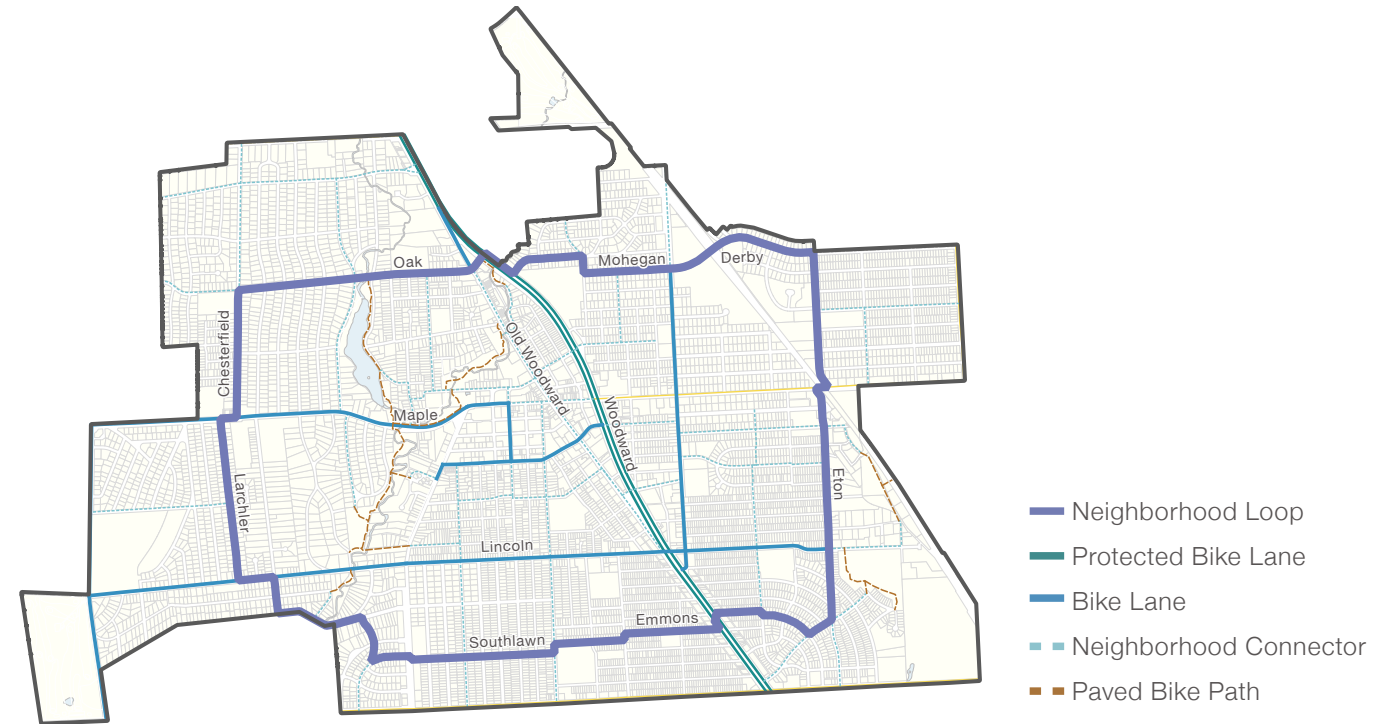 Oak
Mohegan
Derby
Chesterfield
Old Woodward
Maple
Woodward
Larchler
Eton
Lincoln
Emmons
Southlawn
Neighborhood Loop
Protected Bike Lane
Bike Lane
Neighborhood Connector
Paved Bike Path